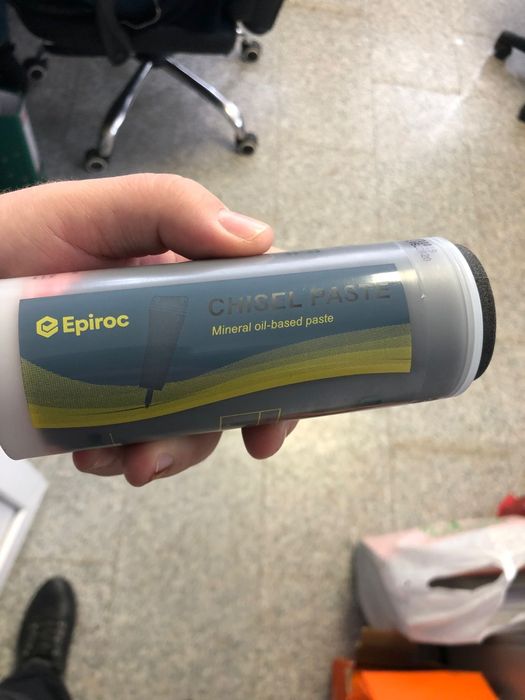 Epiroc
CHISEL PASTE
Mineral oil-based paste